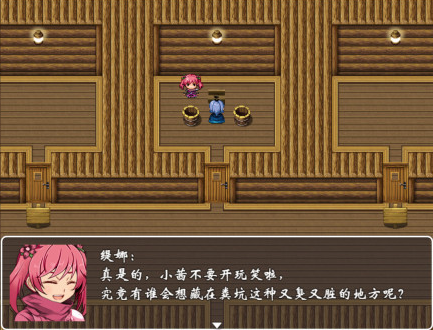 缇娜：
真是的，小茜不要开玩笑啦，
究竟有谁会想藏在粪坑这种又臭又脏的地方呢？